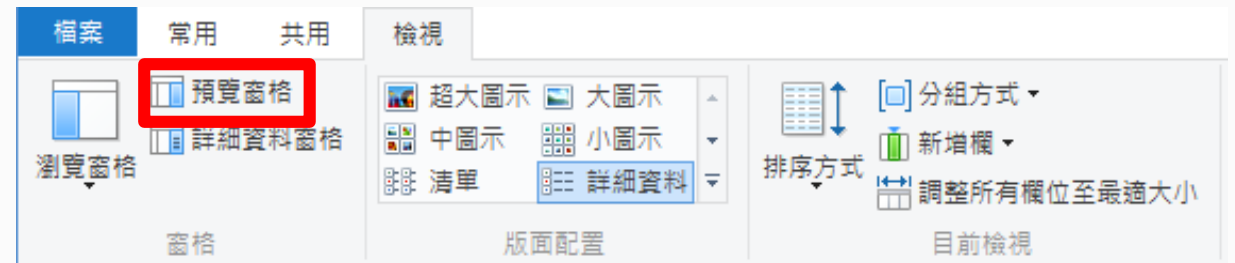 檔案 常用 共用 檢視
瀏覽窗格
預覽窗格
詳細資料窗格
窗格
超大圖示 大圖示
中圖示 小圖示
清單 詳細資料
版面配置
排序方式
分組方式
新增欄
調整所有欄位至最適大小
目前檢視